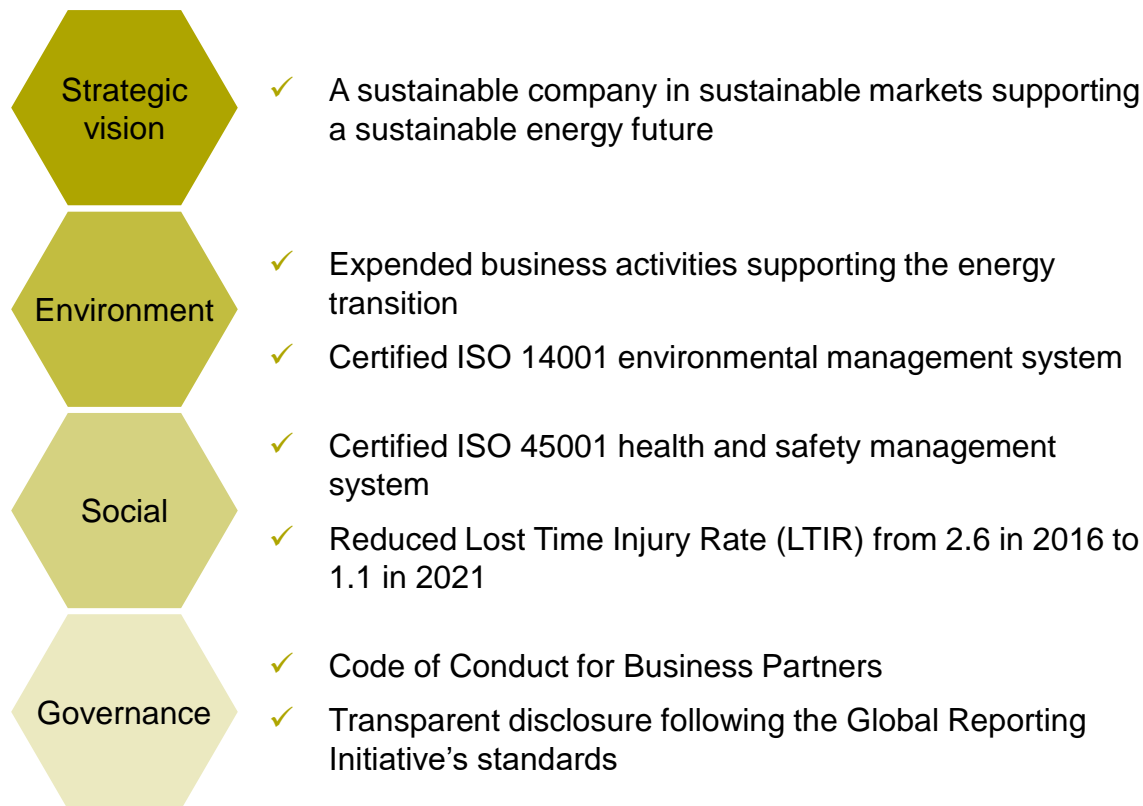 Strategic
vision
✓ A sustainable company in sustainable markets supporting
a sustainable energy future
Environment
✓ Expended business activities supporting the energy
transition
✓ Certified ISO 14001 environmental management system
Social
✓ Certified ISO 45001 health and safety management
system
✓ Reduced Lost Time Injury Rate (LTIR) from 2.6 in 2016 to
1.1 in 2021
Governance
✓ Code of Conduct for Business Partners
✓ Transparent disclosure following the Global Reporting
Initiative’s standards